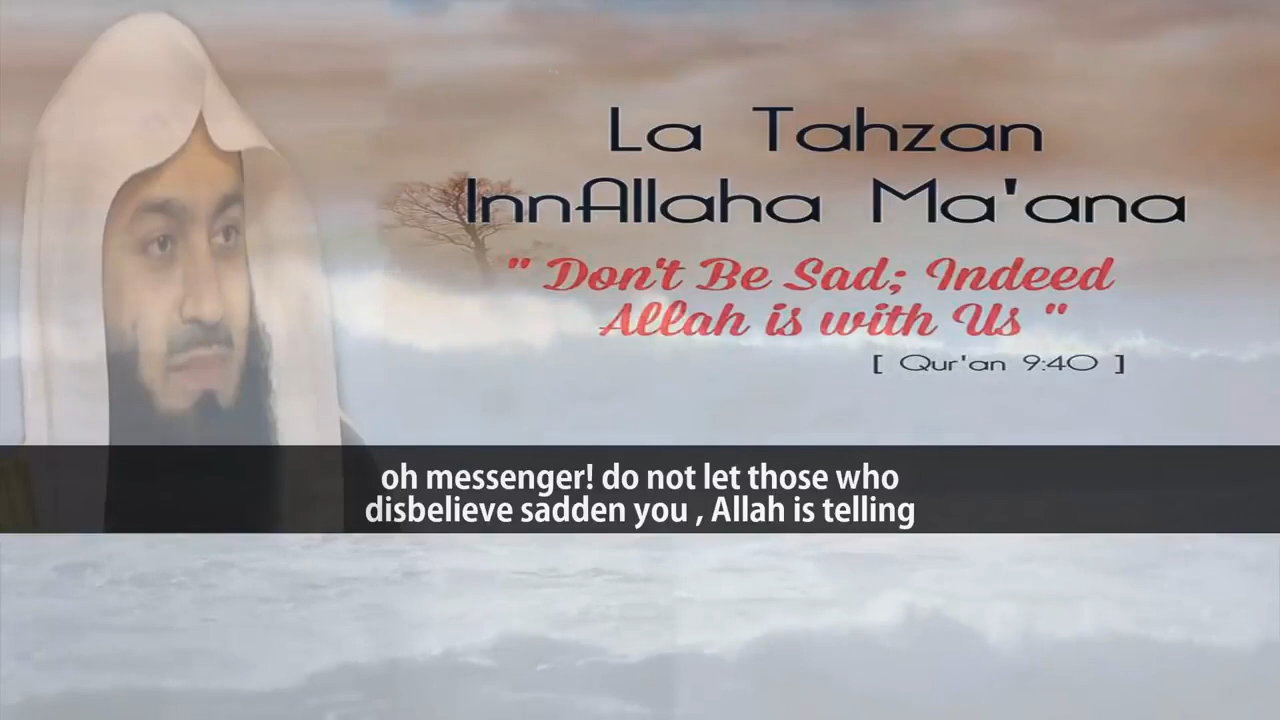 La Tahzan
InnAllaha Ma'ana
" Don't Be Sad; Indeed
Allah is with Us "
[ Qur'an 9:40 ]
oh messenger! do not let those who
disbelieve sadden you , Allah is telling